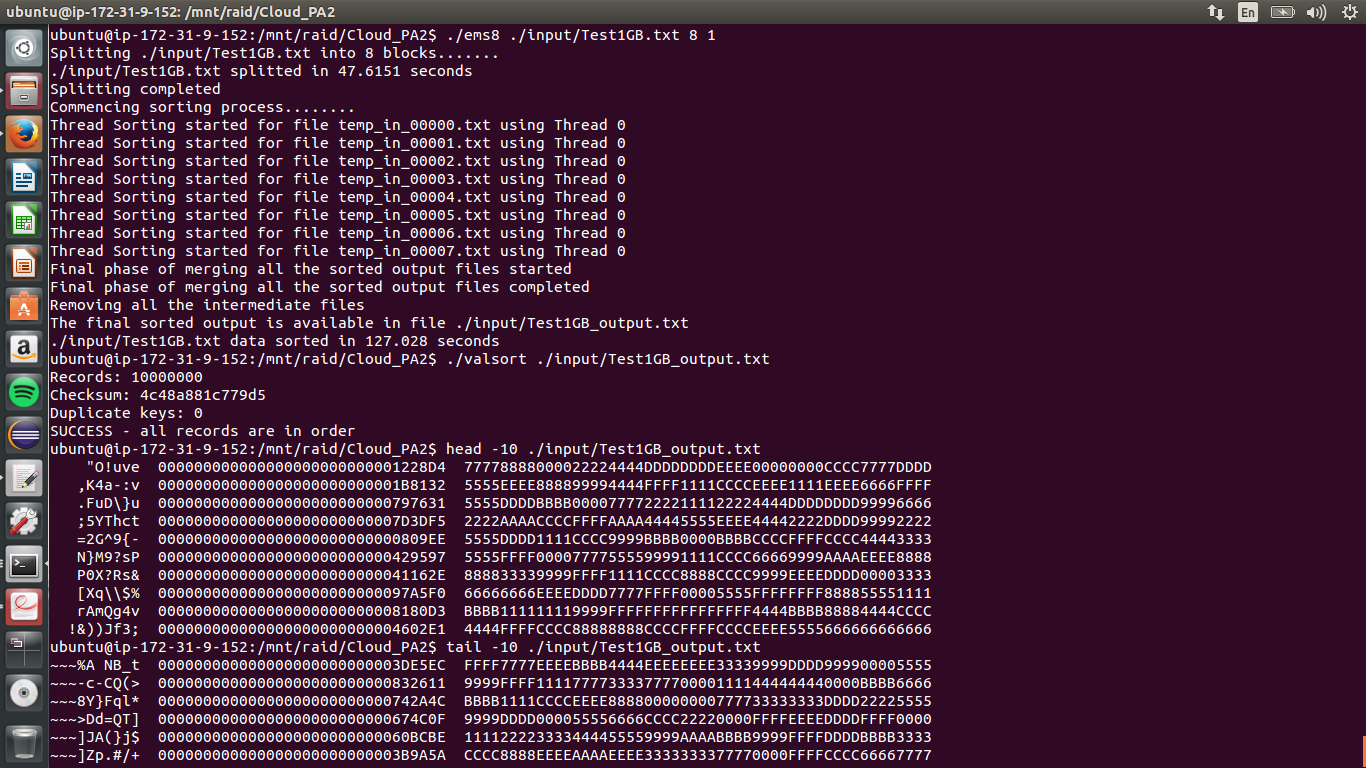 ubuntu@ip-172-31-9-152: /mnt/raid/Cloud_PA2
En
ubuntu@ip-172-31-9-152:/mnt/raid/Cloud_PA2$ ./ems8 ./input/Test1GB.txt 8 1
Splitting ./input/Test1GB.txt into 8 blocks.......
./input/Test1GB.txt splitted in 47.6151 seconds
Splitting completed
Commencing sorting process........
Thread Sorting started for file temp_in_00000.txt using Thread 0
Thread Sorting started for file temp_in_00001.txt using Thread 0
Thread Sorting started for file temp_in_00002.txt using Thread 0
Thread Sorting started for file temp_in_00003.txt using Thread 0
Thread Sorting started for file temp_in_00004.txt using Thread 0
Thread Sorting started for file temp_in_00005.txt using Thread 0
Thread Sorting started for file temp_in_00006.txt using Thread 0
Thread Sorting started for file temp_in_00007.txt using Thread 0
Final phase of merging all the sorted output files started
Final phase of merging all the sorted output files completed
Removing all the intermediate files
The final sorted output is available in file ./input/Test1GB_output.txt
./input/Test1GB.txt data sorted in 127.028 seconds
ubuntu@ip-172-31-9-152:/mnt/raid/Cloud_PA2$ ./valsort ./input/Test1GB_output.txt
Records: 10000000
Checksum: 4c48a881c779d5
Duplicate keys: 0
SUCCESS - all records are in order
ubuntu@ip-172-31-9-152:/mnt/raid/Cloud_PA2$ head -10 ./input/Test1GB_output.txt
    "O!uve  000000000000000000000000001228D4  77778888000022224444DDDDDDDDEEEE00000000CCCC7777DDDD
   ,K4a-:v  000000000000000000000000001B8132  5555EEEE888899994444FFFF1111CCCCEEEE1111EEEE6666FFFF
   .FuD\}u  00000000000000000000000000797631  5555DDDDBBBB000077772222111122224444DDDDDDDD99996666
   ;5YThct  000000000000000000000000007D3DF5  2222AAAACCCCFFFFAAAA44445555EEEE44442222DDDD99992222
   =2G^9{-  00000000000000000000000000809EE  5555DDDD1111CCCC9999BBBB0000BBBBCCCCFFFFCCCC44443333
   N}M9?sP  00000000000000000000000000429597  5555FFFF00007777555599991111CCCC66669999AAAAEEEE8888
   P0X?Rs&  0000000000000000000000000041162E  888833339999FFFF1111CCCC8888CCCC9999EEEEDDDD00003333
   [Xq\\$%  0000000000000000000000000097A5F0  66666666EEEEDDDD7777FFFF00005555FFFFFFFF888855551111
   rAmQg4v  000000000000000000000000008180D3  BBBB111111119999FFFFFFFFFFFFFFFF4444BBBB88884444CCCC
  !&))Jf3;  000000000000000000000000004602E1  4444FFFFCCCC88888888CCCCFFFFCCCCEEEE5555666666666666
ubuntu@ip-172-31-9-152:/mnt/raid/Cloud_PA2$ tail -10 ./input/Test1GB_output.txt
~~~%A NB_t  000000000000000000000000003DE5EC  FFFF7777EEEEBBBB4444EEEEEEEE33339999DDDD999900005555
~~~-c-CQ(>  00000000000000000000000000832611  9999FFFF11117777333377770000111144444440000BBBB6666
~~~8Y}Fql*  00000000000000000000000000742A4C  BBBB1111CCCCEEEE88880000000077773333333DDDD22225555
~~~>Dd=QT]  00000000000000000000000000674C0F  9999DDDD000055556666CCCC22220000FFFFEEEEDDDDFFFF0000
~~~]JA(}j$  0000000000000000000000000060BCBE  111122223333444455559999AAAABBBB9999FFFFDDDDBBBB3333
~~~]Zp.#/+  000000000000000000000000003B9A5A  CCCC8888EEEEAAAAEEEE3333333377770000FFFFCCCC66667777